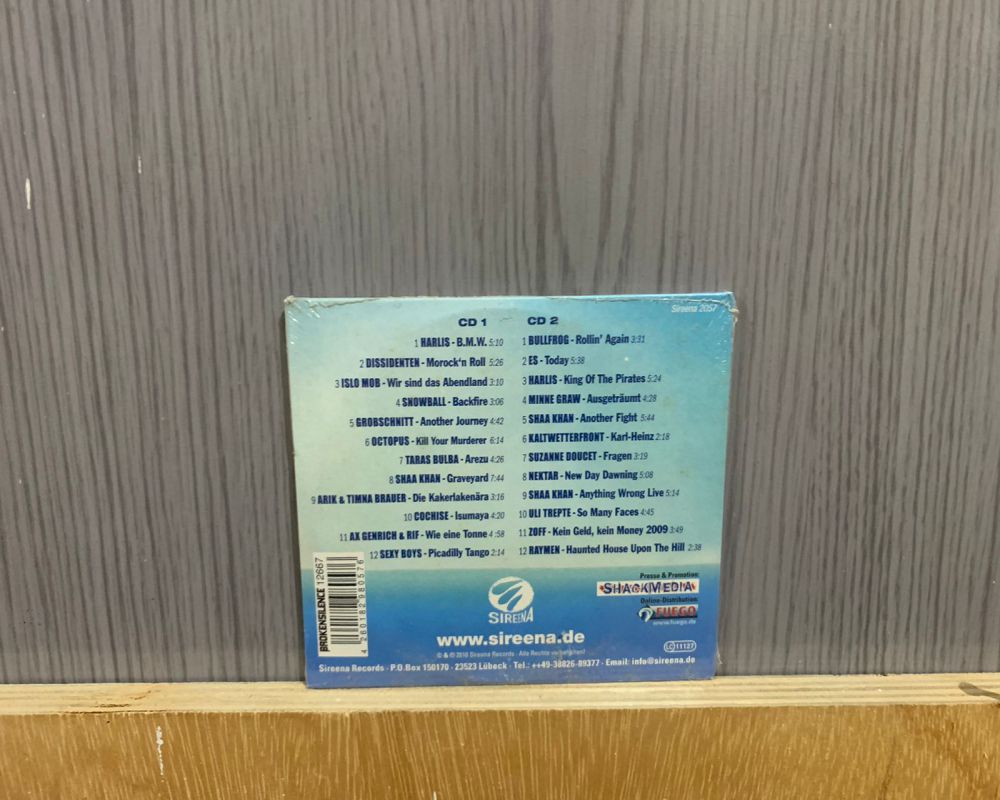 Sireena 2057
CD 1
1 HARLIS - B.M.W. 5:10
2 DISSIDENTEN - Morock'n Roll 5:26
3 ISLO MOB - Wir sind das Abendland 3:10
4 SNOWBALL - Backfire 3:06
5 GROBSCHNITT - Another Journey 4:42
6 OCTOPUS - Kill Your Murderer 6:14
7 TARAS BULBA - Arezu 4:26
8 SHAA KHAN - Graveyard 7:44
9 ARIK & TIMNA BRAUER - Die Kakerlakenära 3:16
10 COCHISE - Isumaya 4:20
11 AX GENRICH & RIF - Wie eine Tonne 4:58
12 SEXY BOYS - Picadilly Tango 2:14
CD 2
1 BULLFROG - Rollin' Again 3:31
2 ES - Today 5:38
3 HARLIS - King Of The Pirates 5:24
4 MINNE GRAW - Ausgeträumt 4:28
5 SHAA KHAN - Another Fight 5:44
6 KALTWETTERFRONT - Karl-Heinz 2:18
7 SUZANNE DOUCET - Fragen 3:19
8 NEKTAR - New Day Dawning 5:08
9 SHAA KHAN - Anything Wrong Live 5:14
10 ULI TREPTE - So Many Faces 4:45
11 ZOFF - Kein Geld, kein Money 2009 3:49
12 RAYMEN - Haunted House Upon The Hill 2:38
BROKENSILENCE 12667
4 260182 980576
SIREENA
www.sireena.de
© & ℗ 2010 Sireena Records - Alle Rechte vorbehalten!
Sireena Records · P.O.Box 150170 · 23523 Lübeck · Tel.: ++49-38826-89377 · Email: info@sireena.de
Presse & Promotion:
SHACKMEDIA
Online-Distribution:
FUEGO
www.fuego.de
LC 11127